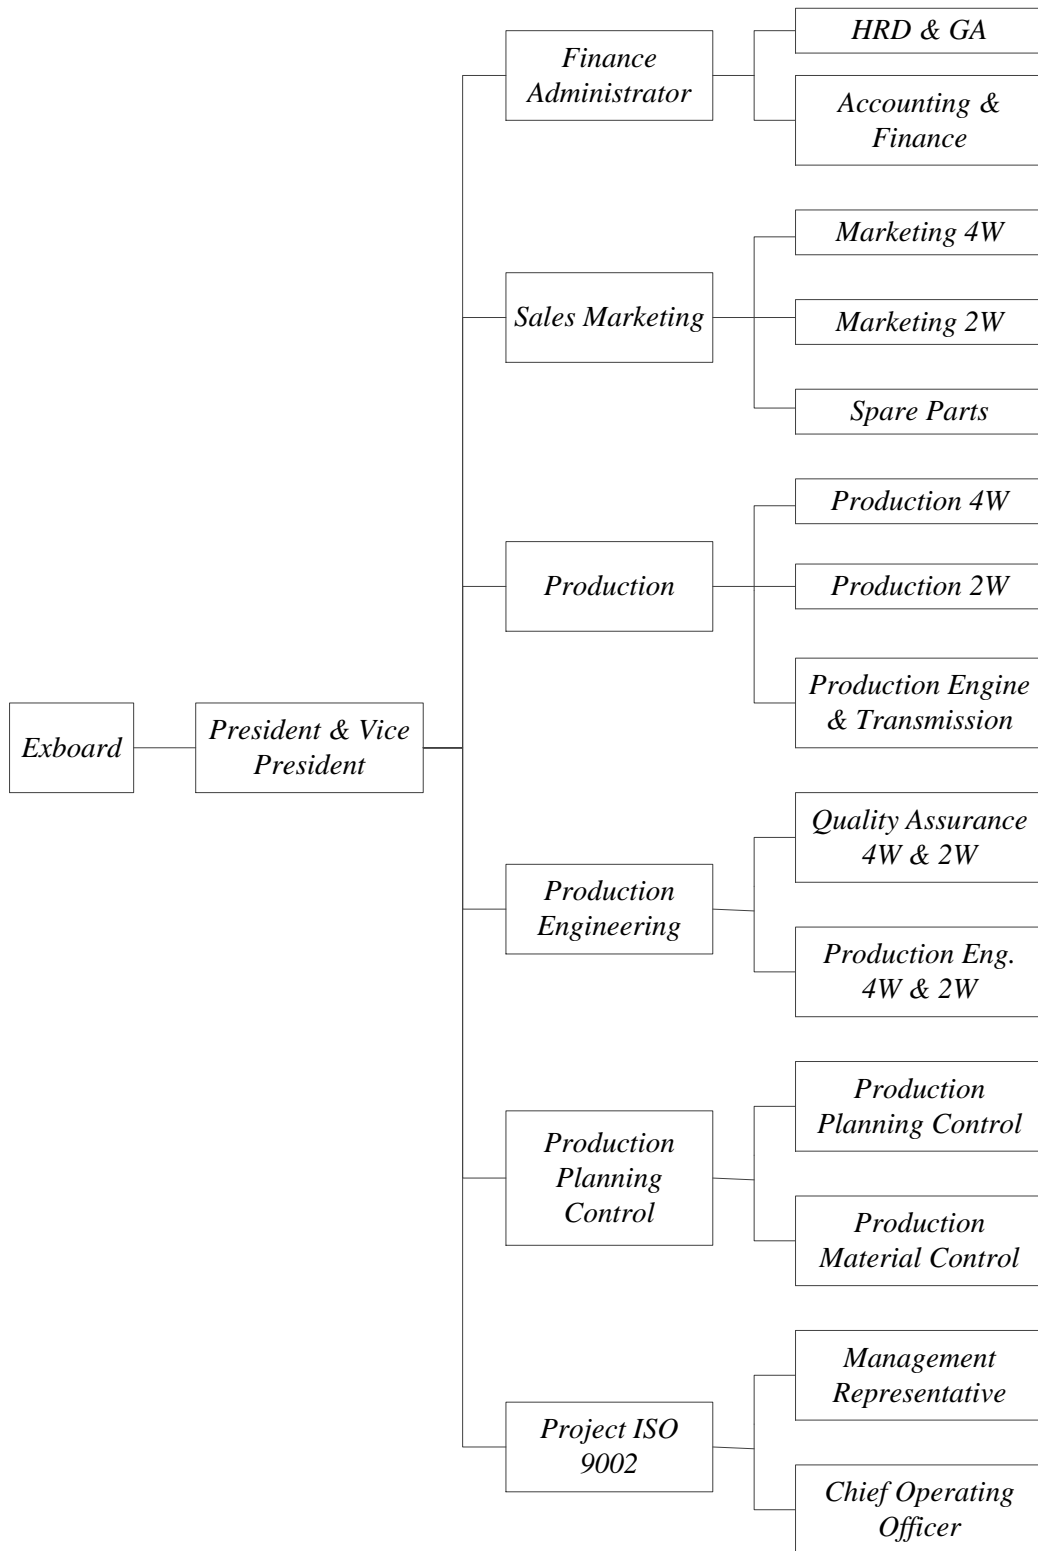 Exboard
President & Vice
President
Finance
Administrator
HRD & GA
Accounting &
Finance
Sales Marketing
Marketing 4W
Marketing 2W
Spare Parts
Production
Production 4W
Production 2W
Production Engine
& Transmission
Production
Engineering
Quality Assurance
4W & 2W
Production Eng.
4W & 2W
Production
Planning
Control
Production
Planning Control
Production
Material Control
Project ISO
9002
Management
Representative
Chief Operating
Officer